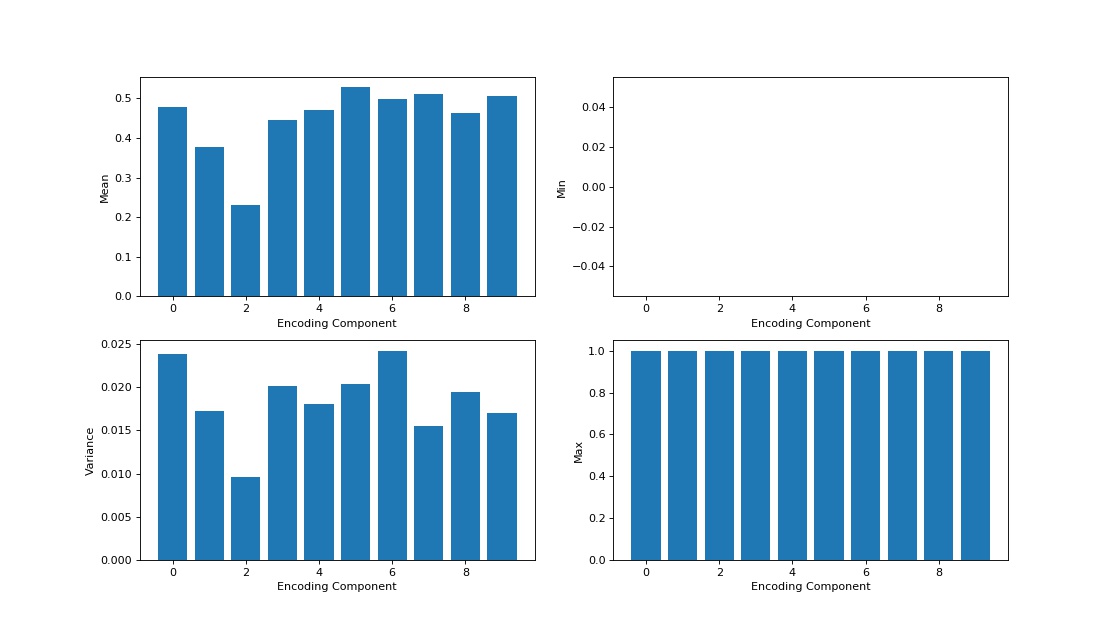 0.5
0.4
0.3
0.2
0.1
0.0
Mean
0 2 4 6 8
Encoding Component
0.04
0.02
0.00
−0.02
−0.04
Min
0 2 4 6 8
Encoding Component
0.025
0.020
0.015
0.010
0.005
0.000
Variance
0 2 4 6 8
Encoding Component
1.0
0.8
0.6
0.4
0.2
0.0
Max
0 2 4 6 8
Encoding Component